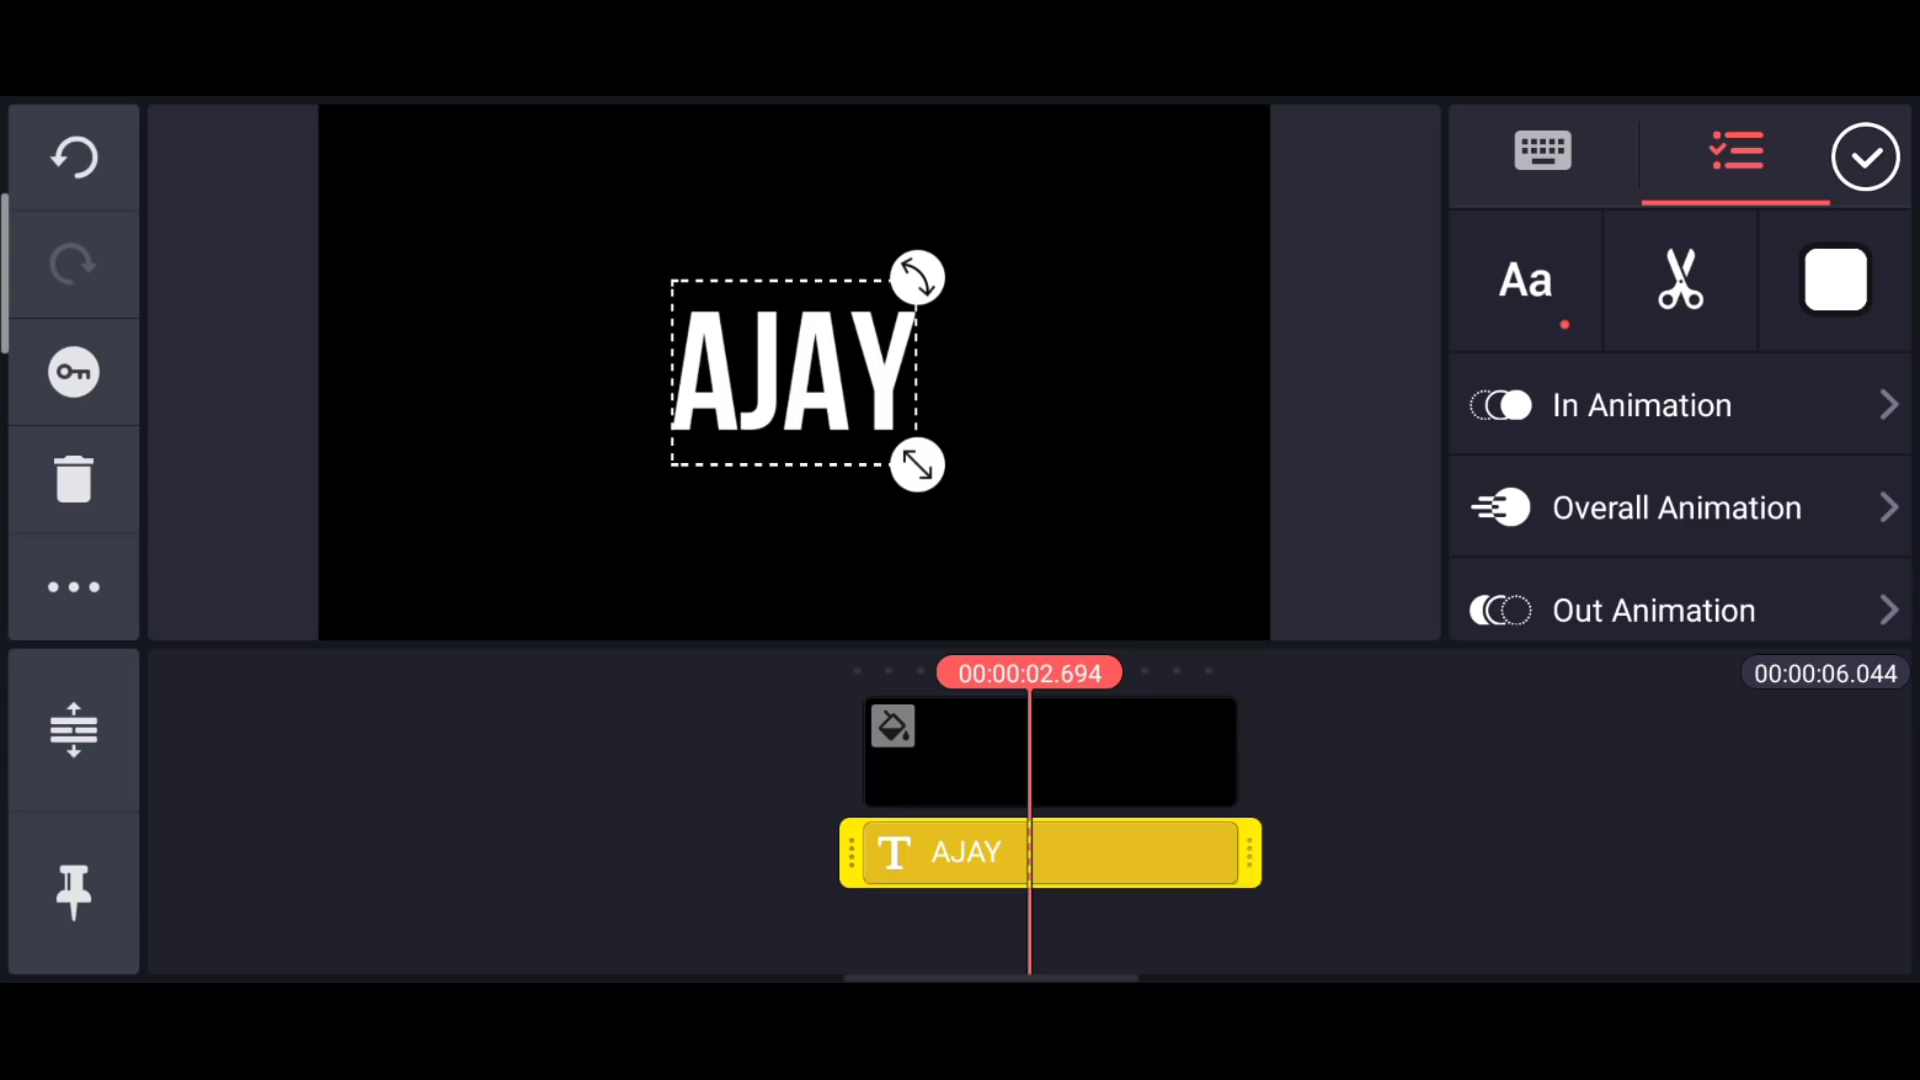 AJAY
Aa
In Animation
Overall Animation
Out Animation
00:00:02.694
00:00:06.044
T AJAY